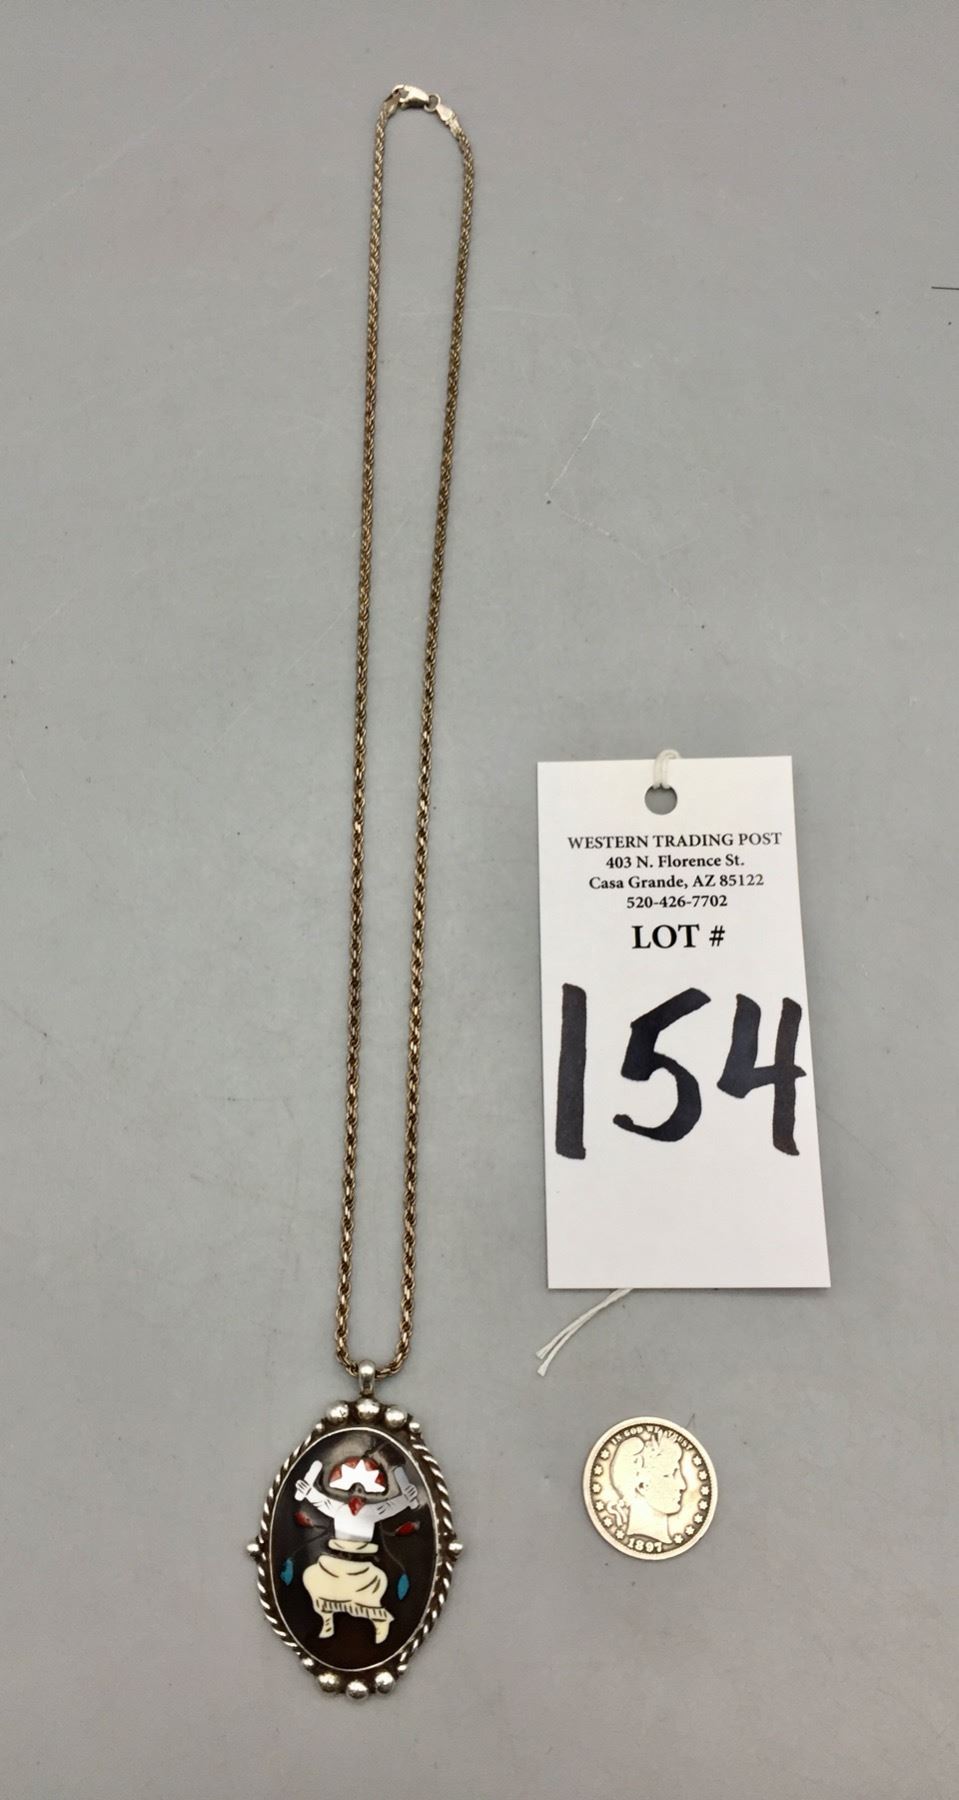 WESTERN TRADING POST
403 N. Florence St.
Casa Grande, AZ 85122
520-426-7702
LOT #
154
IN GOD WE TRUST
1897